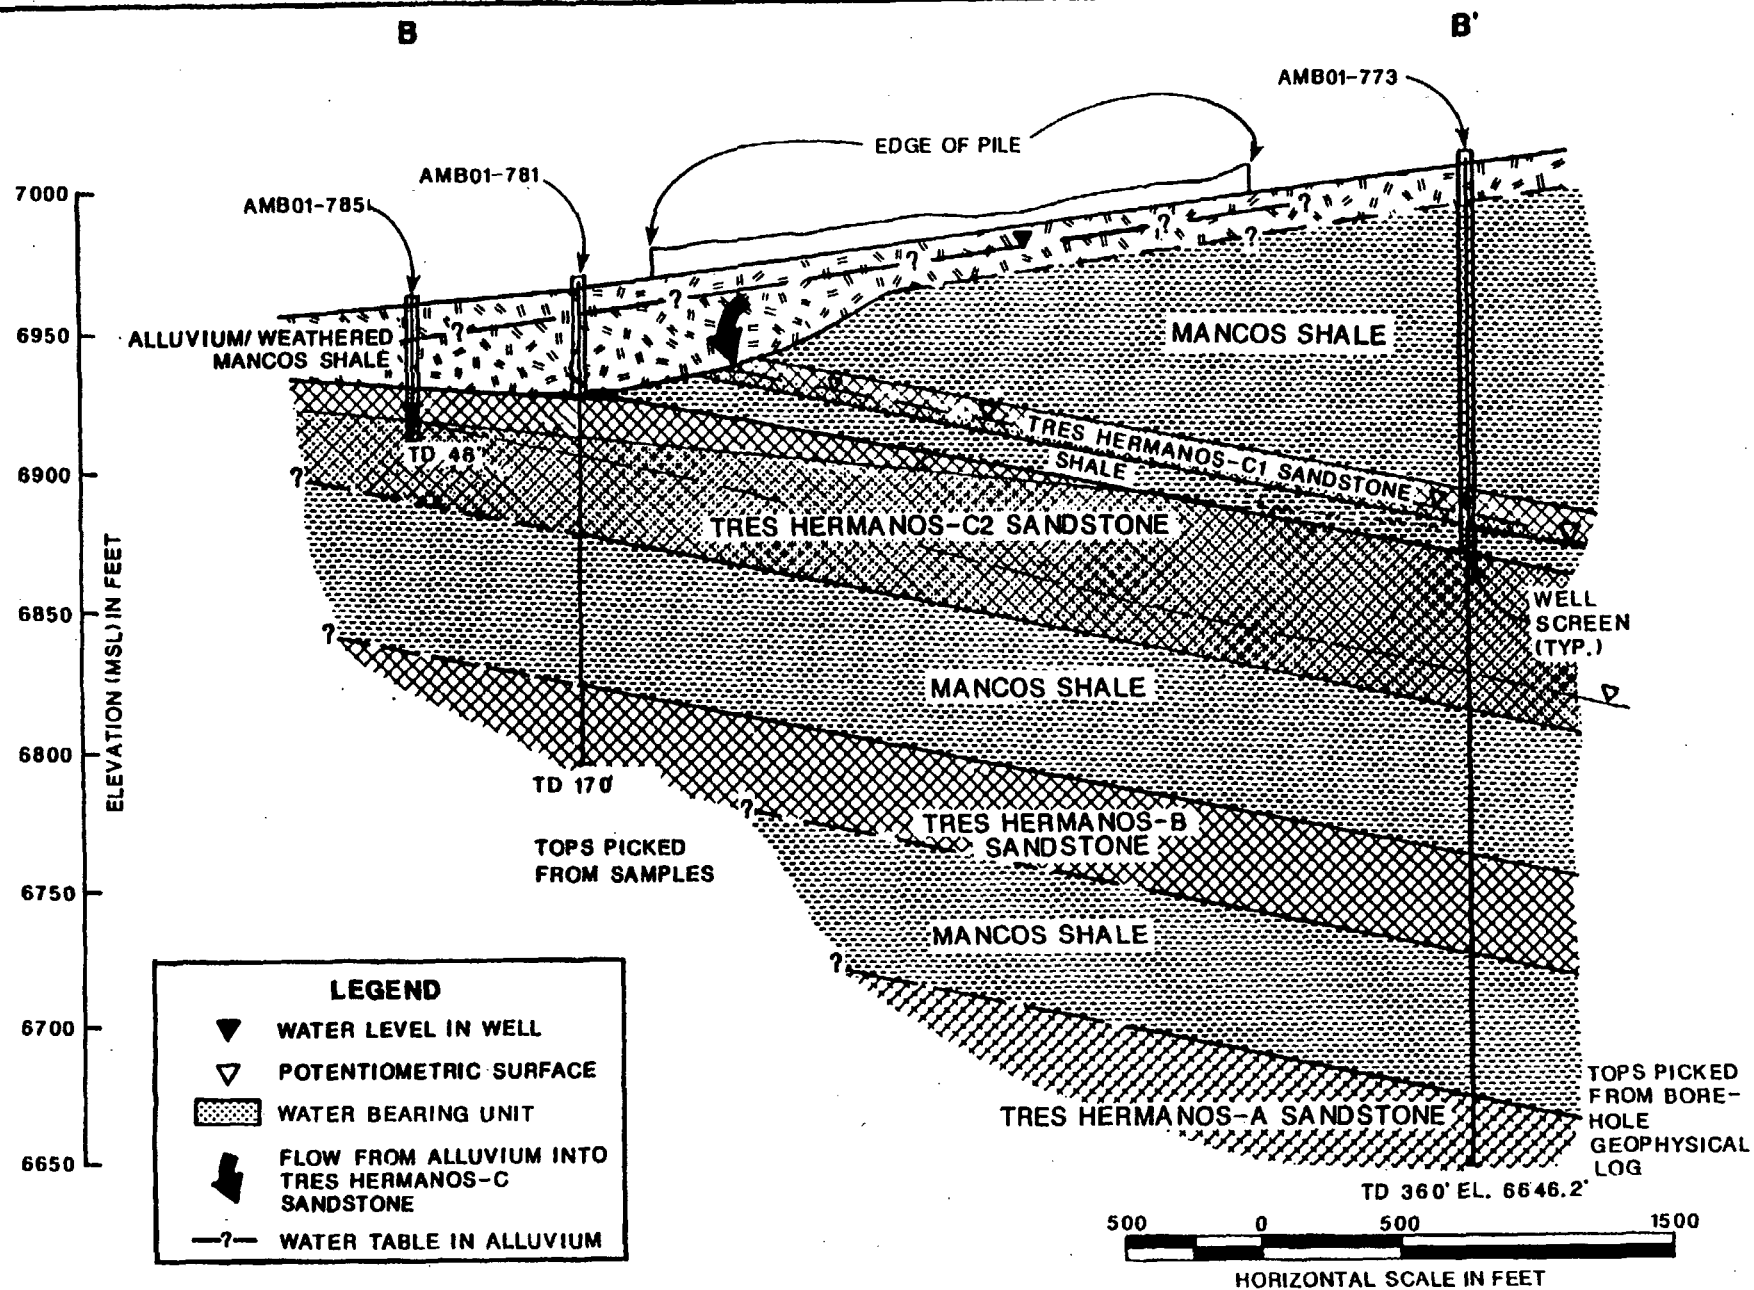 B
B'
AMB01-773
EDGE OF PILE
AMB01-781
AMB01-785
7000
6950
6900
6850
6800
6750
6700
6650
ELEVATION (MSL) IN FEET
ALLUVIUM/WEATHERED
MANCOS SHALE
?
?
?
?
?
?
?
MANCOS SHALE
TRES HERMANOS-C1 SANDSTONE
SHALE
TD 48'
?
TRES HERMANOS-C2 SANDSTONE
WELL
SCREEN
(TYP.)
?
MANCOS SHALE
TD 170'
?
TRES HERMANOS-B
SANDSTONE
TOPS PICKED
FROM SAMPLES
MANCOS SHALE
?
TRES HERMANOS-A SANDSTONE
TOPS PICKED
FROM BORE-
HOLE
GEOPHYSICAL
LOG
TD 360' EL. 6646.2'
LEGEND
WATER LEVEL IN WELL
POTENTIOMETRIC SURFACE
WATER BEARING UNIT
FLOW FROM ALLUVIUM INTO
TRES HERMANOS-C
SANDSTONE
—?— WATER TABLE IN ALLUVIUM
500 0 500 1500
HORIZONTAL SCALE IN FEET